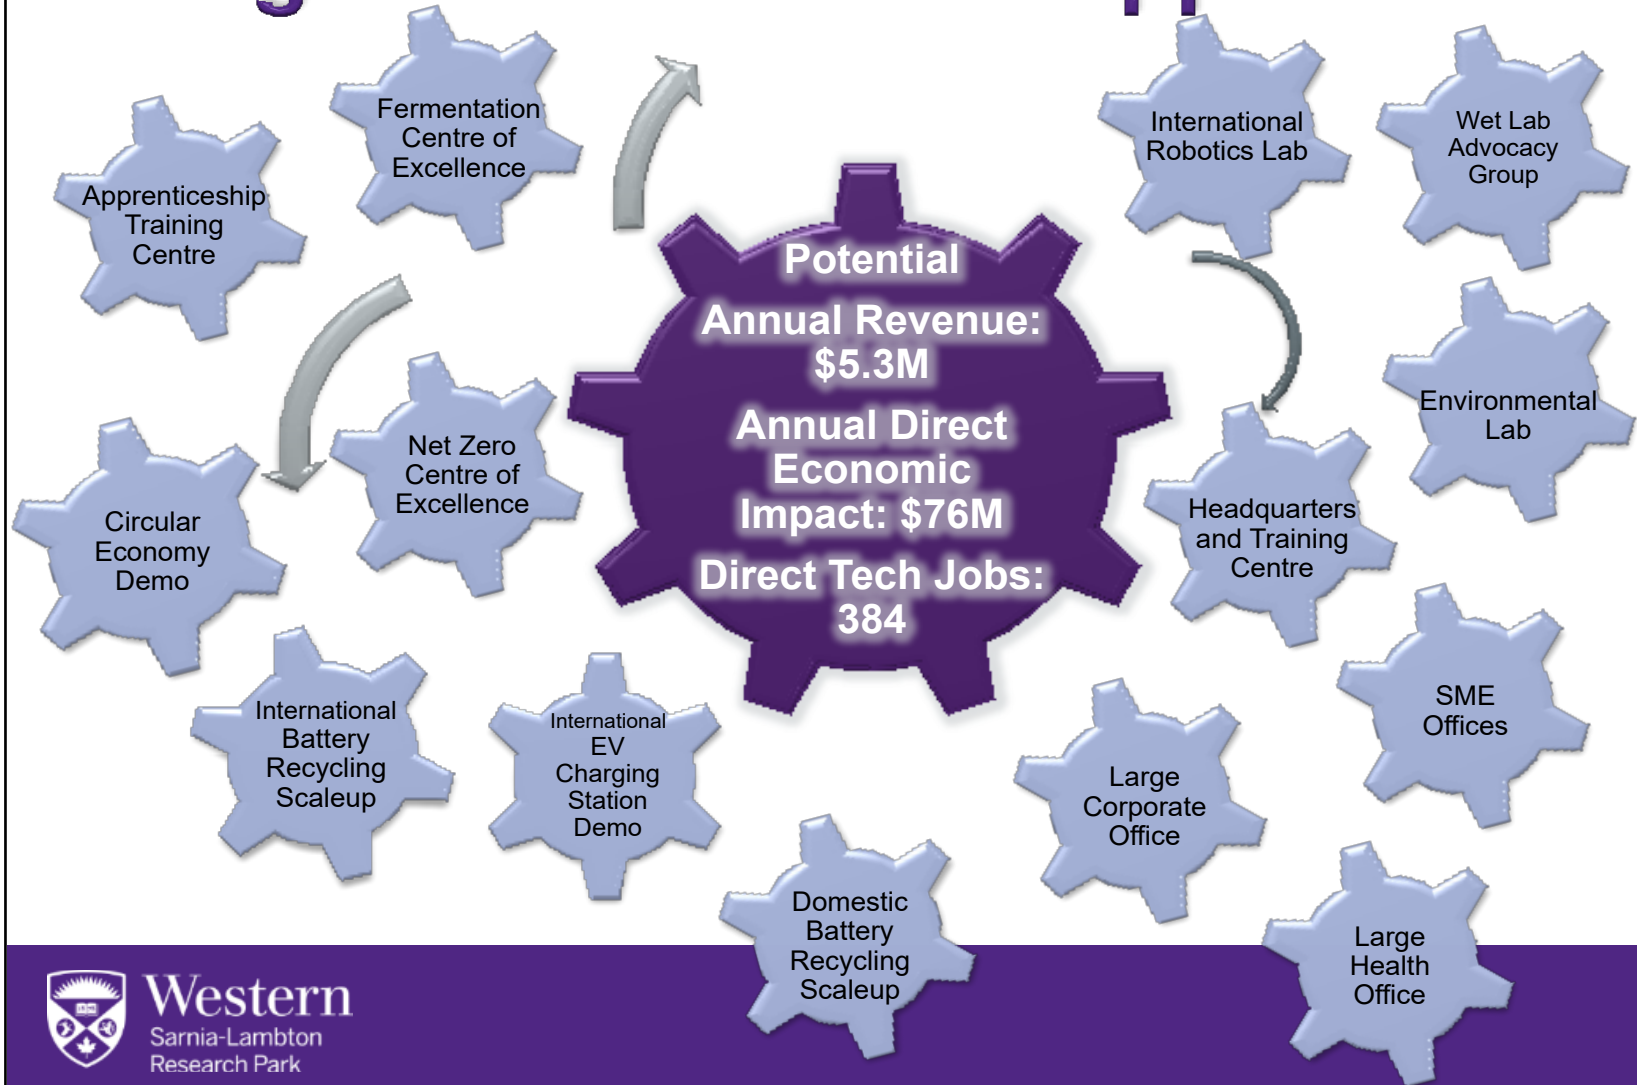 Fermentation
Centre of
Excellence
Apprenticeship
Training
Centre
International
Robotics Lab
Wet Lab
Advocacy
Group
Potential
Annual Revenue:
$5.3M
Annual Direct
Economic
Impact: $76M
Direct Tech Jobs:
384
Environmental
Lab
Net Zero
Centre of
Excellence
Circular
Economy
Demo
Headquarters
and Training
Centre
International
Battery
Recycling
Scaleup
International
EV
Charging
Station
Demo
SME
Offices
Large
Corporate
Office
Domestic
Battery
Recycling
Scaleup
Large
Health
Office
Western
Sarnia-Lambton
Research Park